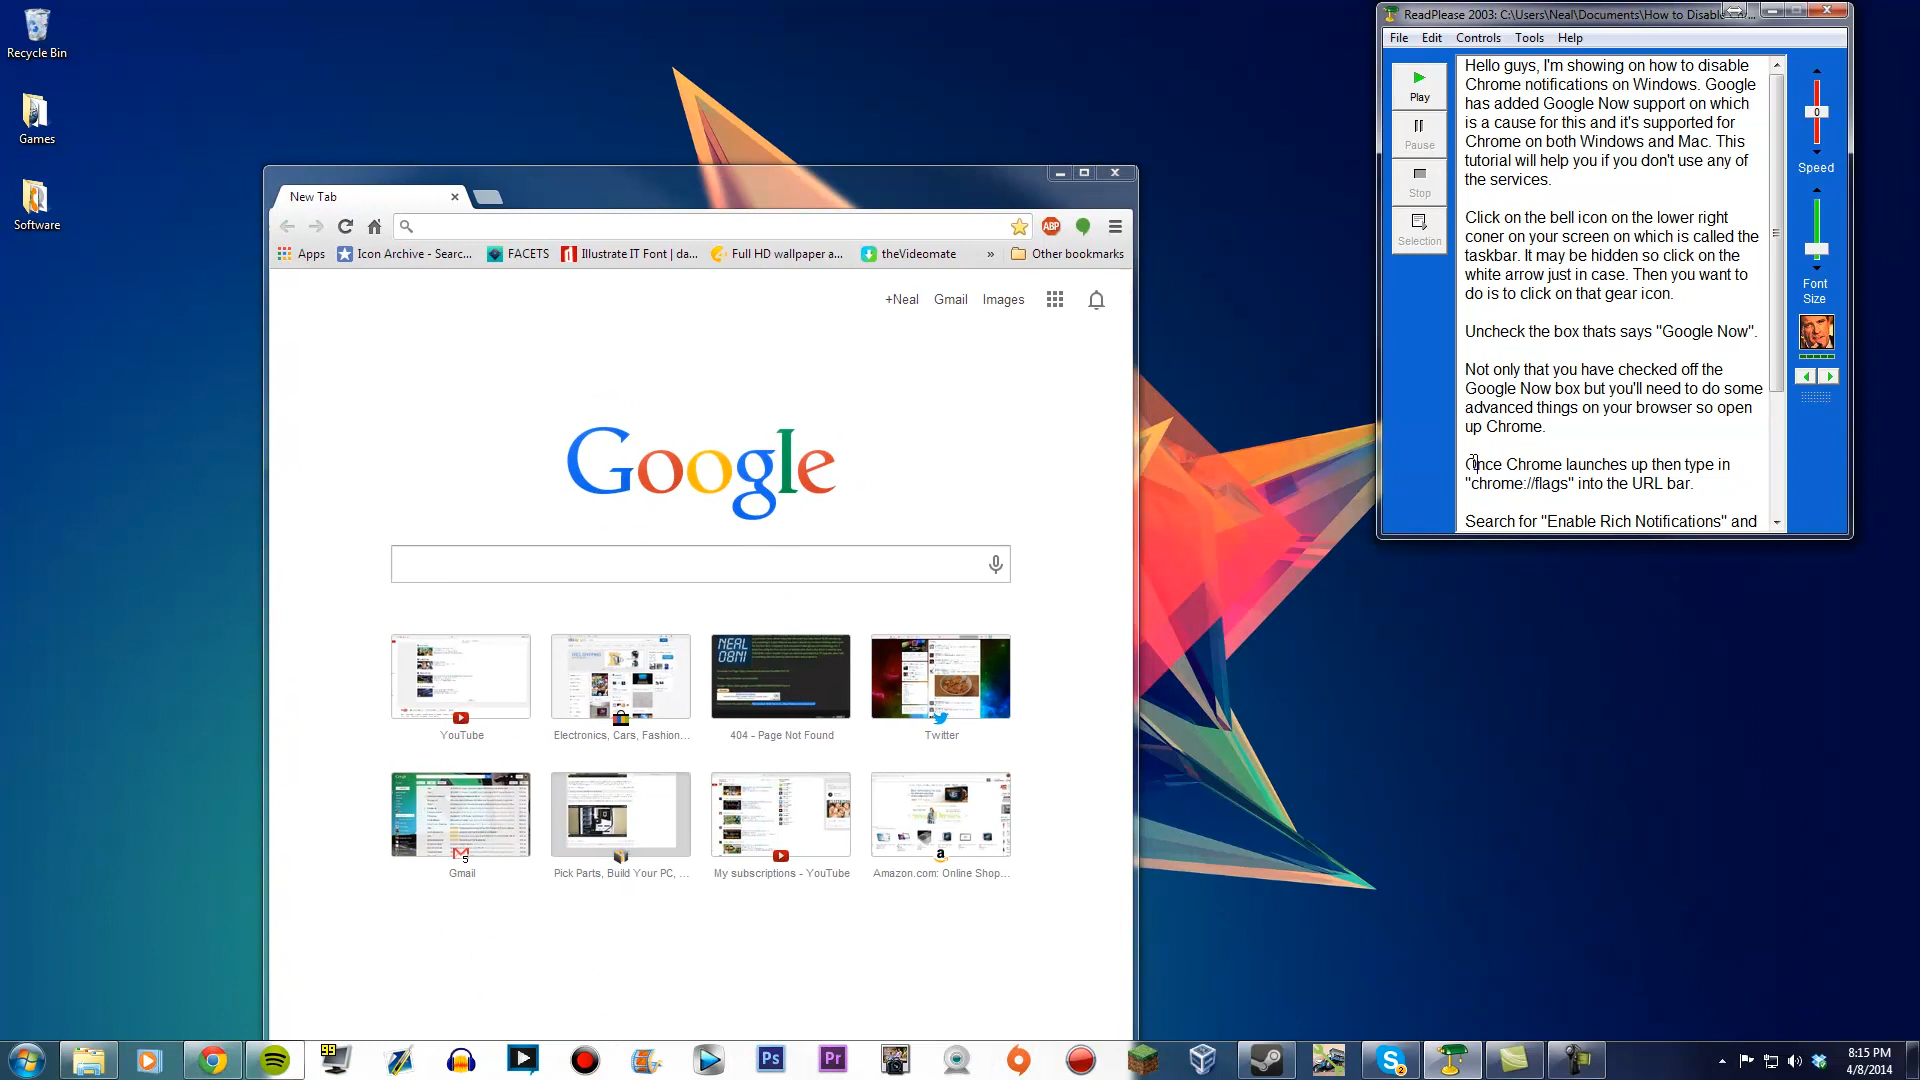 Recycle Bin
Games
Software
New Tab
Apps
Icon Archive - Searc...
FACETS
Illustrate IT Font | da...
Full HD wallpaper a...
theVideomate
»
Other bookmarks
ABP
+Neal
Gmail
Images
Google
YouTube
Electronics, Cars, Fashion...
NEAL
08N1
404 - Page Not Found
Twitter
5
Gmail
Pick Parts, Build Your PC, ...
My subscriptions - YouTube
a
Amazon.com: Online Shop...
ReadPlease 2003: C:\Users\Neal\Documents\How to Disabl
File
Edit
Controls
Tools
Help
Play
Pause
Stop
Selection
Hello guys, I'm showing on how to disable
Chrome notifications on Windows. Google
has added Google Now support on which
is a cause for this and it's supported for
Chrome on both Windows and Mac. This
tutorial will help you if you don't use any of
the services.
Click on the bell icon on the lower right
coner on your screen on which is called the
taskbar. It may be hidden so click on the
white arrow just in case. Then you want to
do is to click on that gear icon.
Uncheck the box thats says "Google Now".
Not only that you have checked off the
Google Now box but you'll need to do some
advanced things on your browser so open
up Chrome.
Once Chrome launches up then type in
"chrome://flags" into the URL bar.
Search for "Enable Rich Notifications" and
0
Speed
Font
Size
99
Ps
Pr
2
8:15 PM
4/8/2014